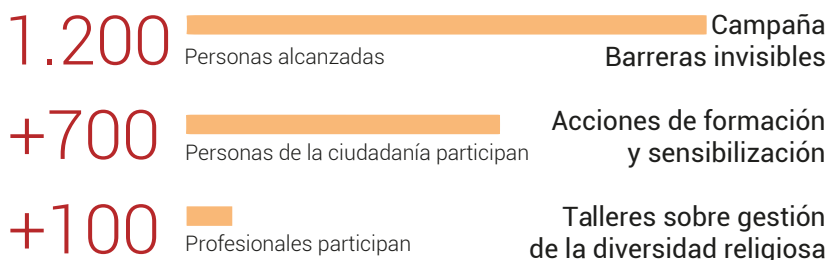 1.200
Personas alcanzadas
Campaña
Barreras invisibles
+700
Personas de la ciudadanía participan
Acciones de formación
y sensibilización
+100
Profesionales participan
Talleres sobre gestión
de la diversidad religiosa